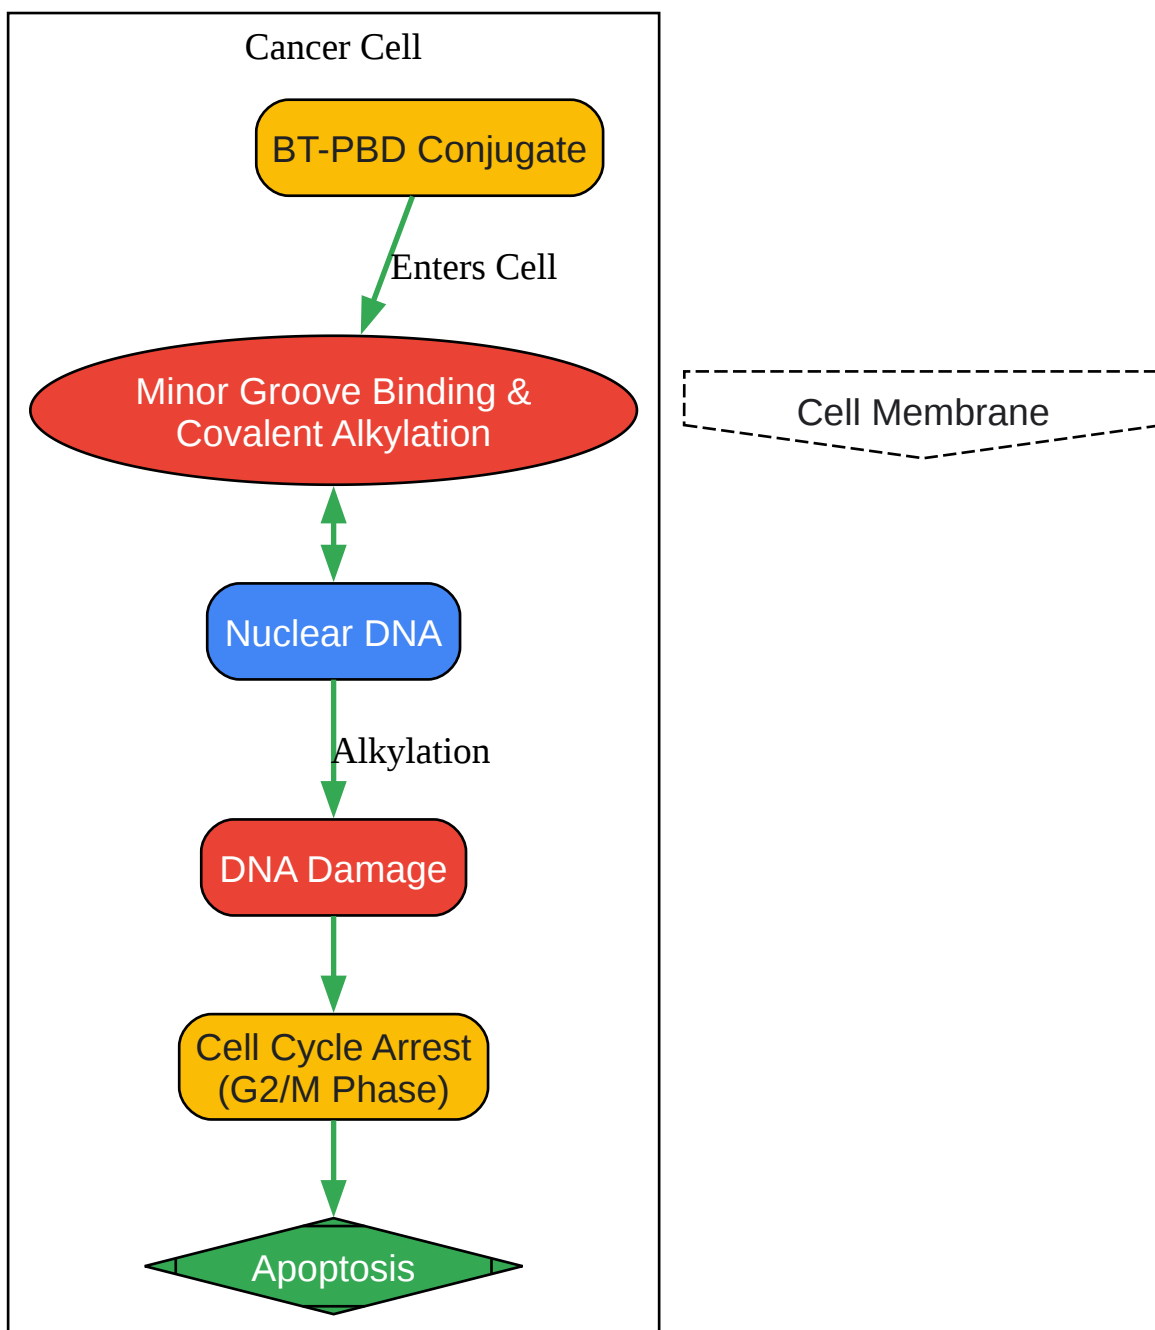 Cancer Cell
BT-PBD Conjugate
Enters Cell
Minor Groove Binding &
Covalent Alkylation
Cell Membrane
Nuclear DNA
Alkylation
DNA Damage
Cell Cycle Arrest
(G2/M Phase)
Apoptosis